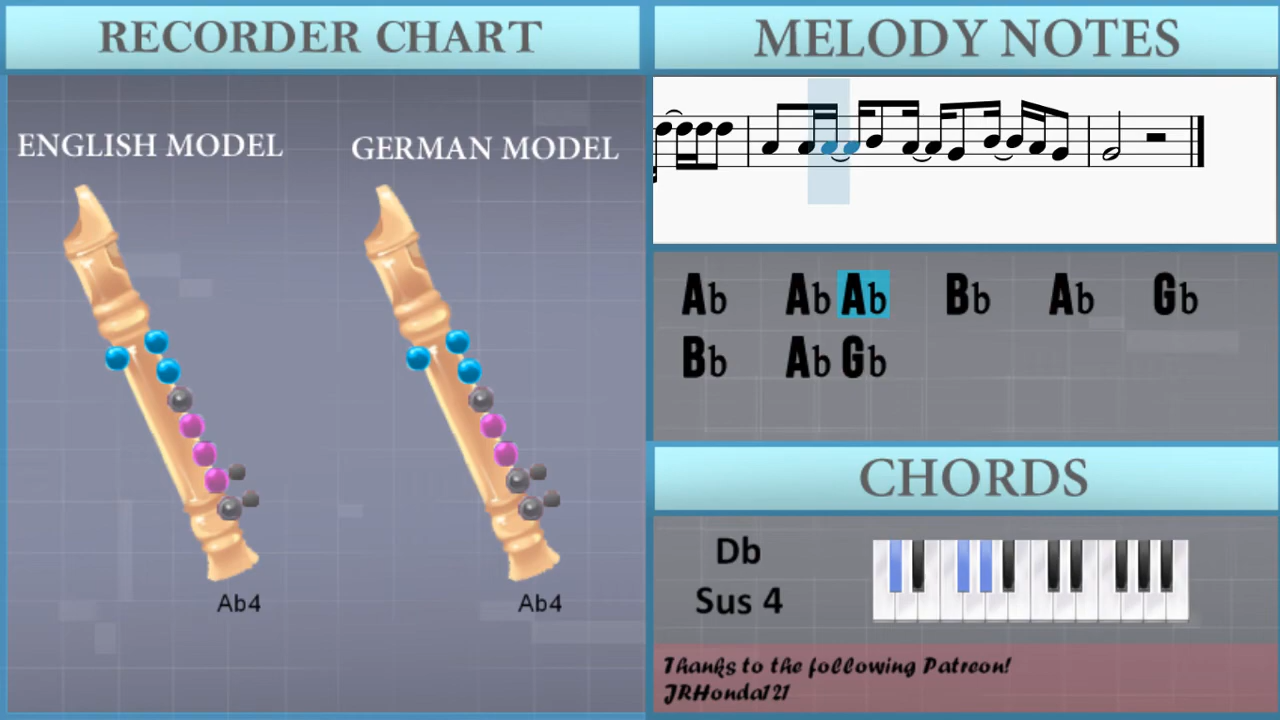 RECORDER CHART
ENGLISH MODEL
GERMAN MODEL
Ab4
Ab4
MELODY NOTES
Ab Ab Ab Bb Ab Gb
Bb Ab Gb
CHORDS
Db
Sus 4
Thanks to the following Patreon!
JRHonda121